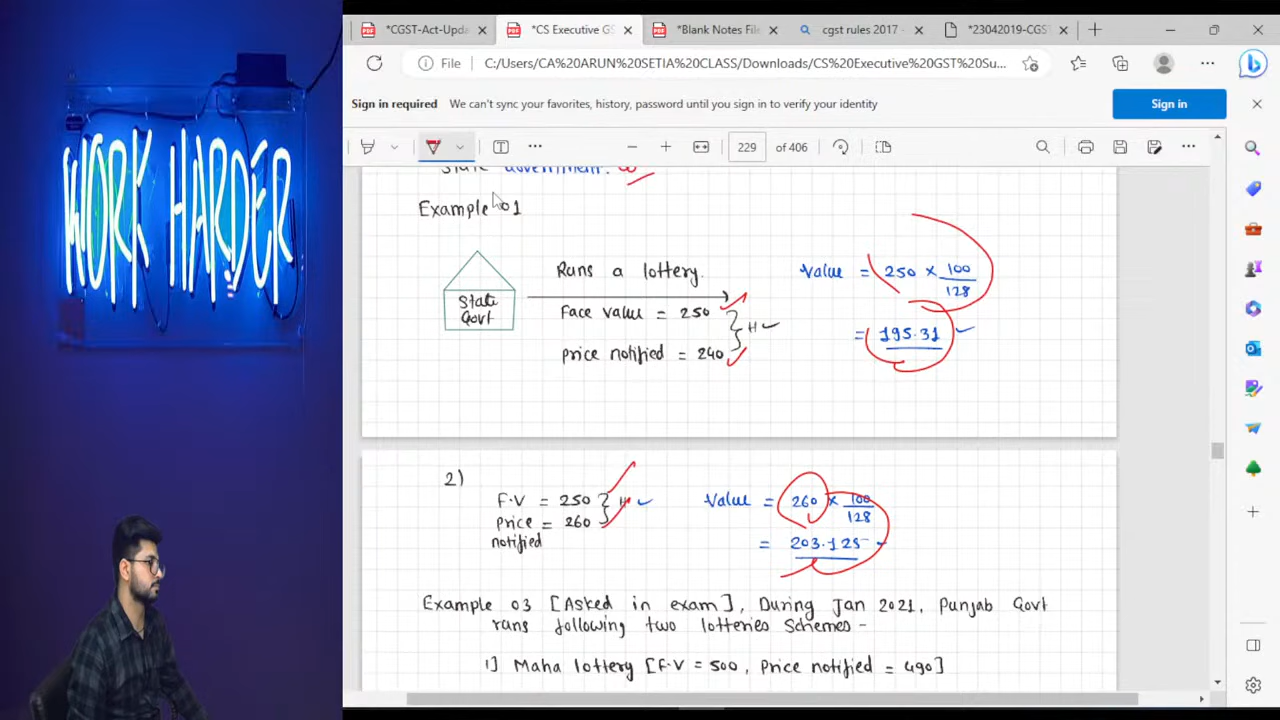 WORK HARDER
*CGST-Act-Upda
*CS Executive GS
*Blank Notes File
cgst rules 2017 -
*23042019-CGST
File
C:/Users/CA%20ARUN%20SETIA%20CLASS/Downloads/CS%20Executive%20GST%20Su...
Sign in required
We can't sync your favorites, history, password until you sign in to verify your identity
Sign in
229 of 406
Example 01
Runs a lottery.
State
Govt
Face value = 250
price notified = 240
H
Value = 250 × 100
128
= 195.31
2)
F.V = 250
Price = 260
notified
H
Value = 260 × 100
128
= 203.125
Example 03 [Asked in exam], During Jan 2021, Punjab Govt
runs following two lotteries Schemes -
1] Maha lottery [F.V = 500, Price notified = 490]